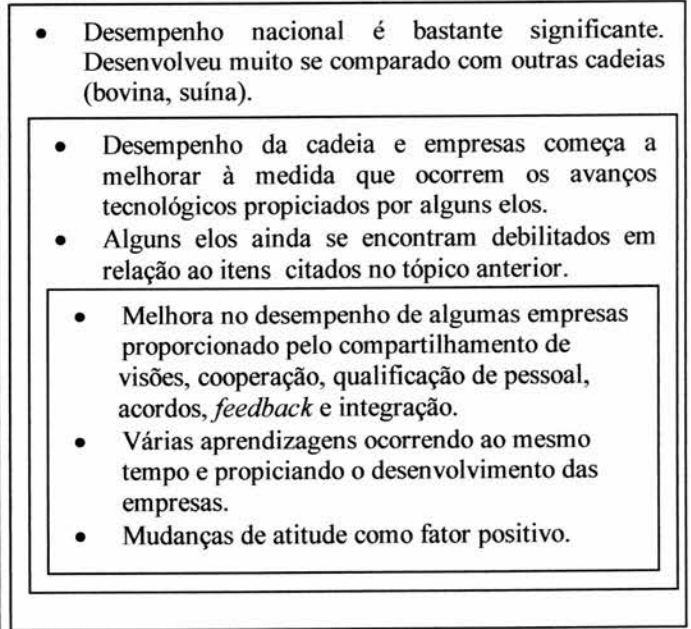 • Desempenho nacional é bastante significante.
Desenvolveu muito se comparado com outras cadeias
(bovina, suína).
• Desempenho da cadeia e empresas começa a
melhorar à medida que ocorrem os avanços
tecnológicos propiciados por alguns elos.
• Alguns elos ainda se encontram debilitados em
relação ao itens citados no tópico anterior.
• Melhora no desempenho de algumas empresas
proporcionado pelo compartilhamento de
visões, cooperação, qualificação de pessoal,
acordos, feedback e integração.
• Várias aprendizagens ocorrendo ao mesmo
tempo e propiciando o desenvolvimento das
empresas.
• Mudanças de atitude como fator positivo.